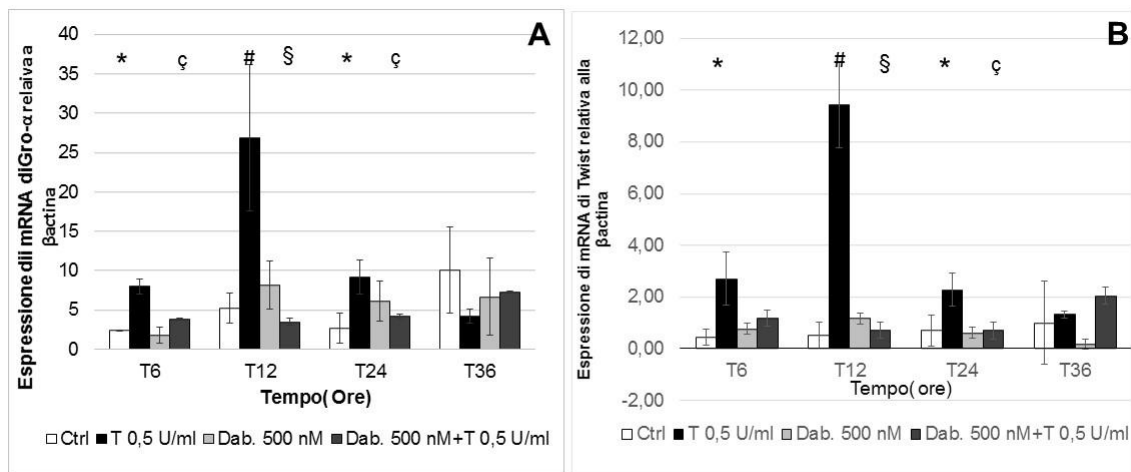 A
Espressione dii mRNA diGro-α relaivaa a
βactina
40
35
30
25
20
15
10
5
0
* ç # § * ç
T6 T12 T24 T36
Tempo( Ore)
Ctrl T 0,5 U/ml Dab. 500 nM Dab. 500 nM+T 0,5 U/ml
B
Espressione di mRNA di Twist relativa alla
βactina
12,00
10,00
8,00
6,00
4,00
2,00
0,00
-2,00
* # § * ç
T6 T12 T24 T36
Tempo( ore)
Ctrl T 0,5 U/ml Dab. 500 nM Dab. 500 nM+T 0,5 U/ml